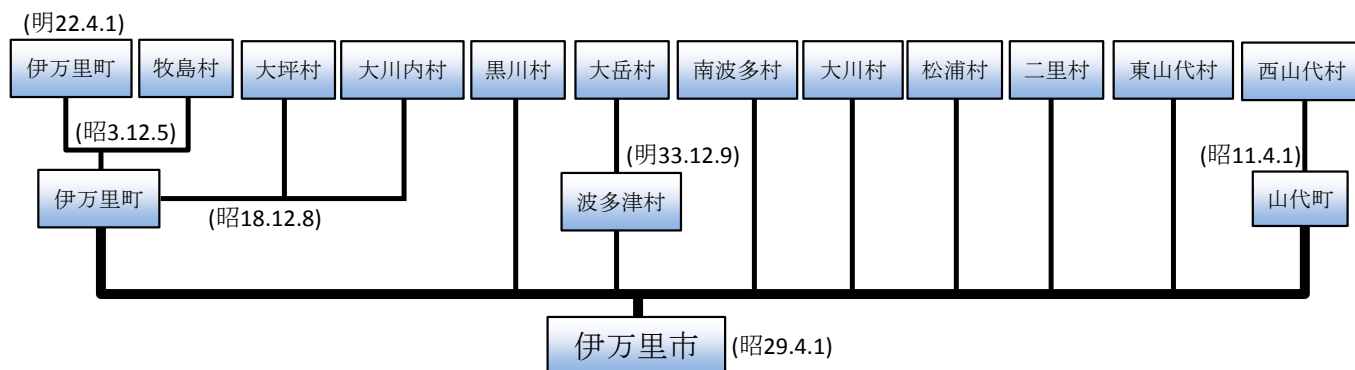 (明22.4.1)
伊万里町
牧島村
大坪村
大川内村
黒川村
大岳村
南波多村
大川村
松浦村
二里村
東山代村
西山代村
(昭3.12.5)
(明33.12.9)
(昭11.4.1)
伊万里町
(昭18.12.8)
波多津村
山代町
伊万里市
(昭29.4.1)